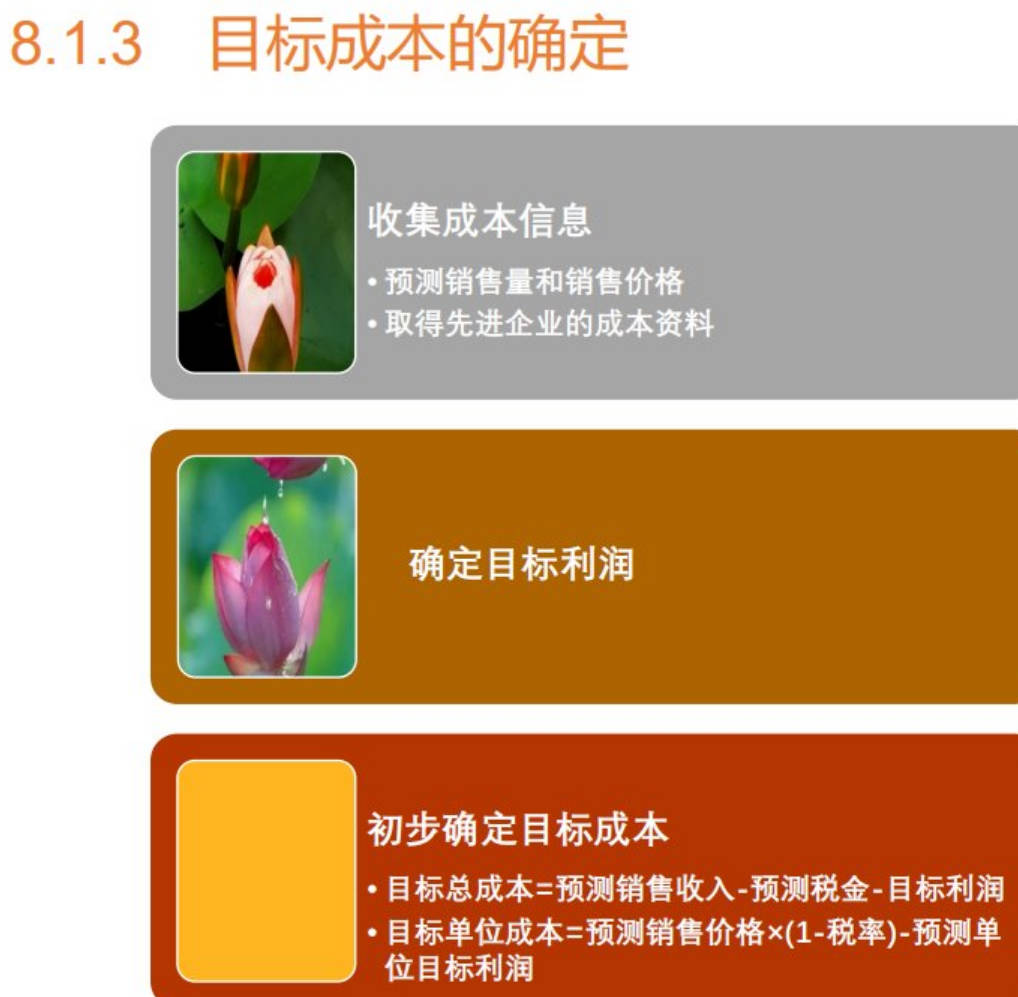 8.1.3 目标成本的确定
收集成本信息
• 预测销售量和销售价格
• 取得先进企业的成本资料
确定目标利润
初步确定目标成本
• 目标总成本=预测销售收入-预测税金-目标利润
• 目标单位成本=预测销售价格×(1-税率)-预测单
位目标利润